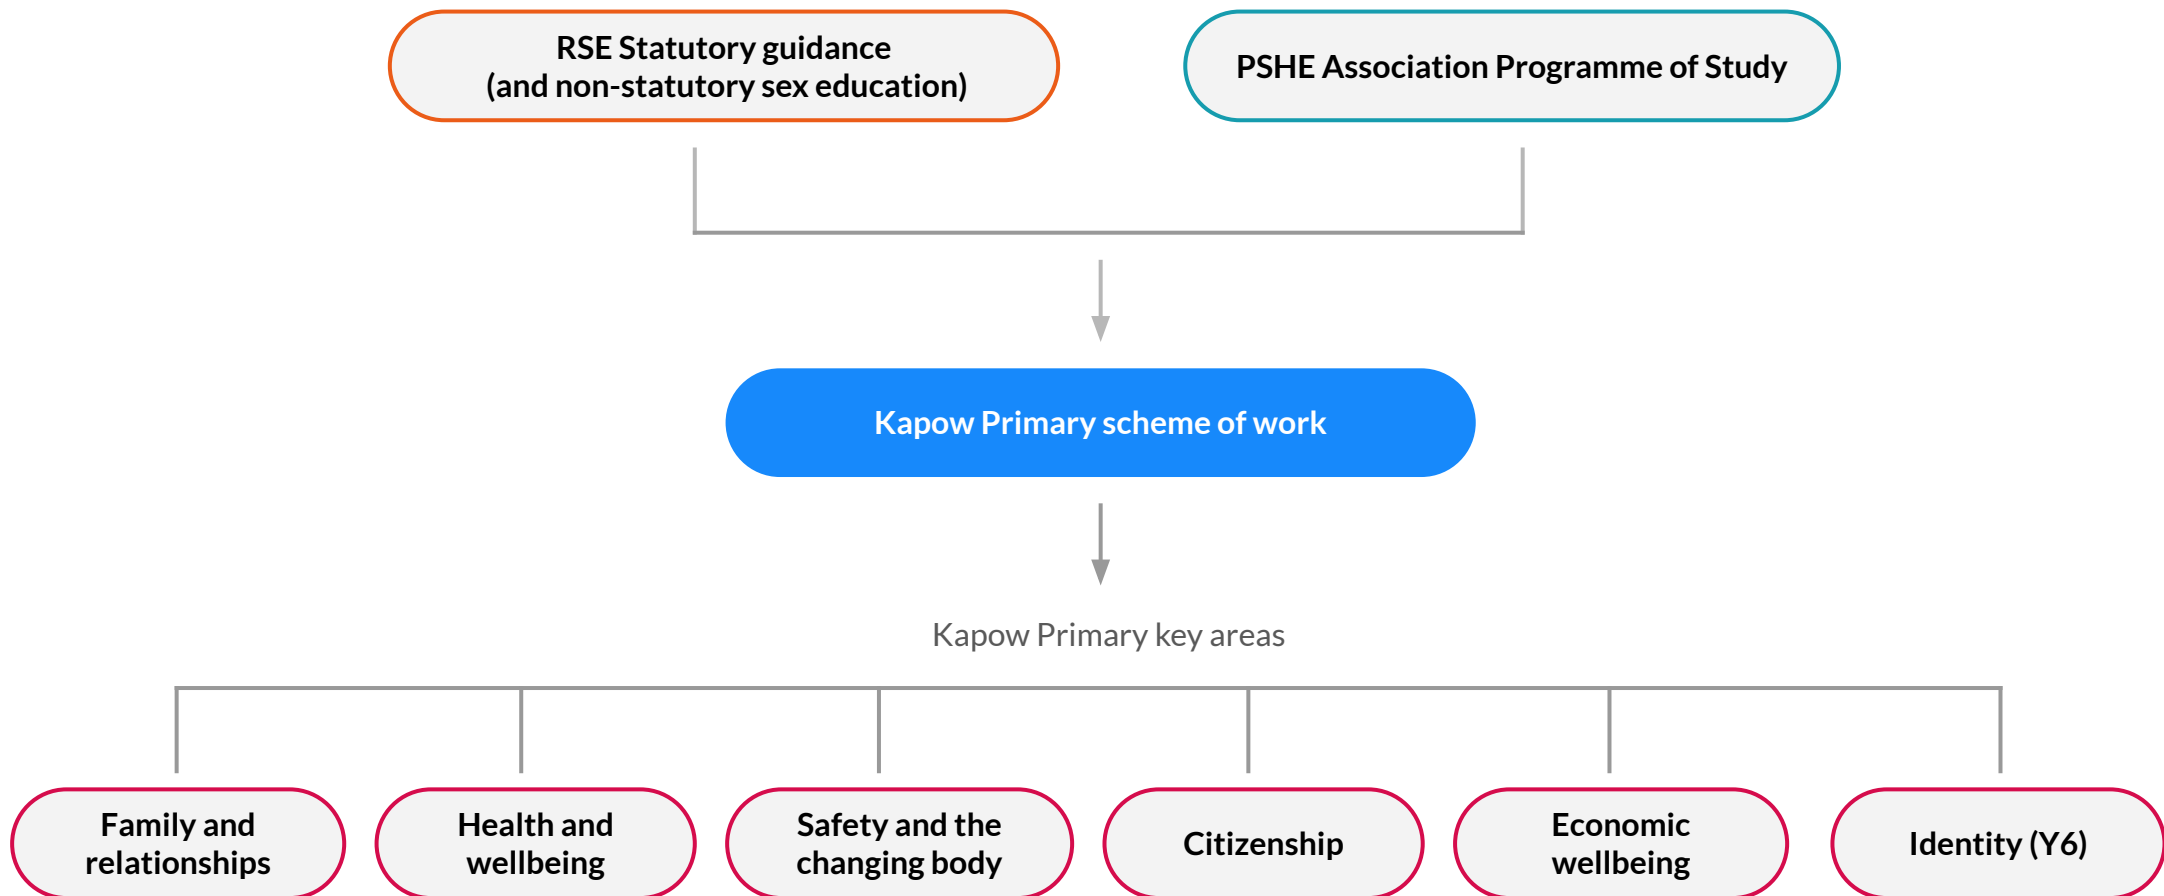 RSE Statutory guidance
(and non-statutory sex education)
PSHE Association Programme of Study
Kapow Primary scheme of work
Kapow Primary key areas
Family and
relationships
Health and
wellbeing
Safety and the
changing body
Citizenship
Economic
wellbeing
Identity (Y6)